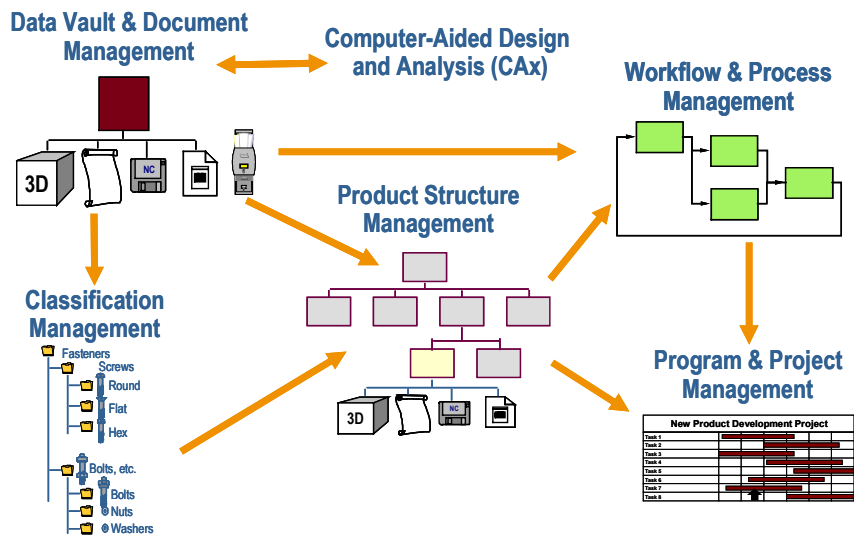 Data Vault & Document
Management
Computer-Aided Design
and Analysis (CAx)
Workflow & Process
Management
3D
NC
Product Structure
Management
Classification
Management
Fasteners
Screws
Round
Flat
Hex
Bolts, etc.
Bolts
Nuts
Washers
3D
NC
Program & Project
Management
New Product Development Project
Task 1
Task 2
Task 3
Task 4
Task 5
Task 6
Task 7
Task 8